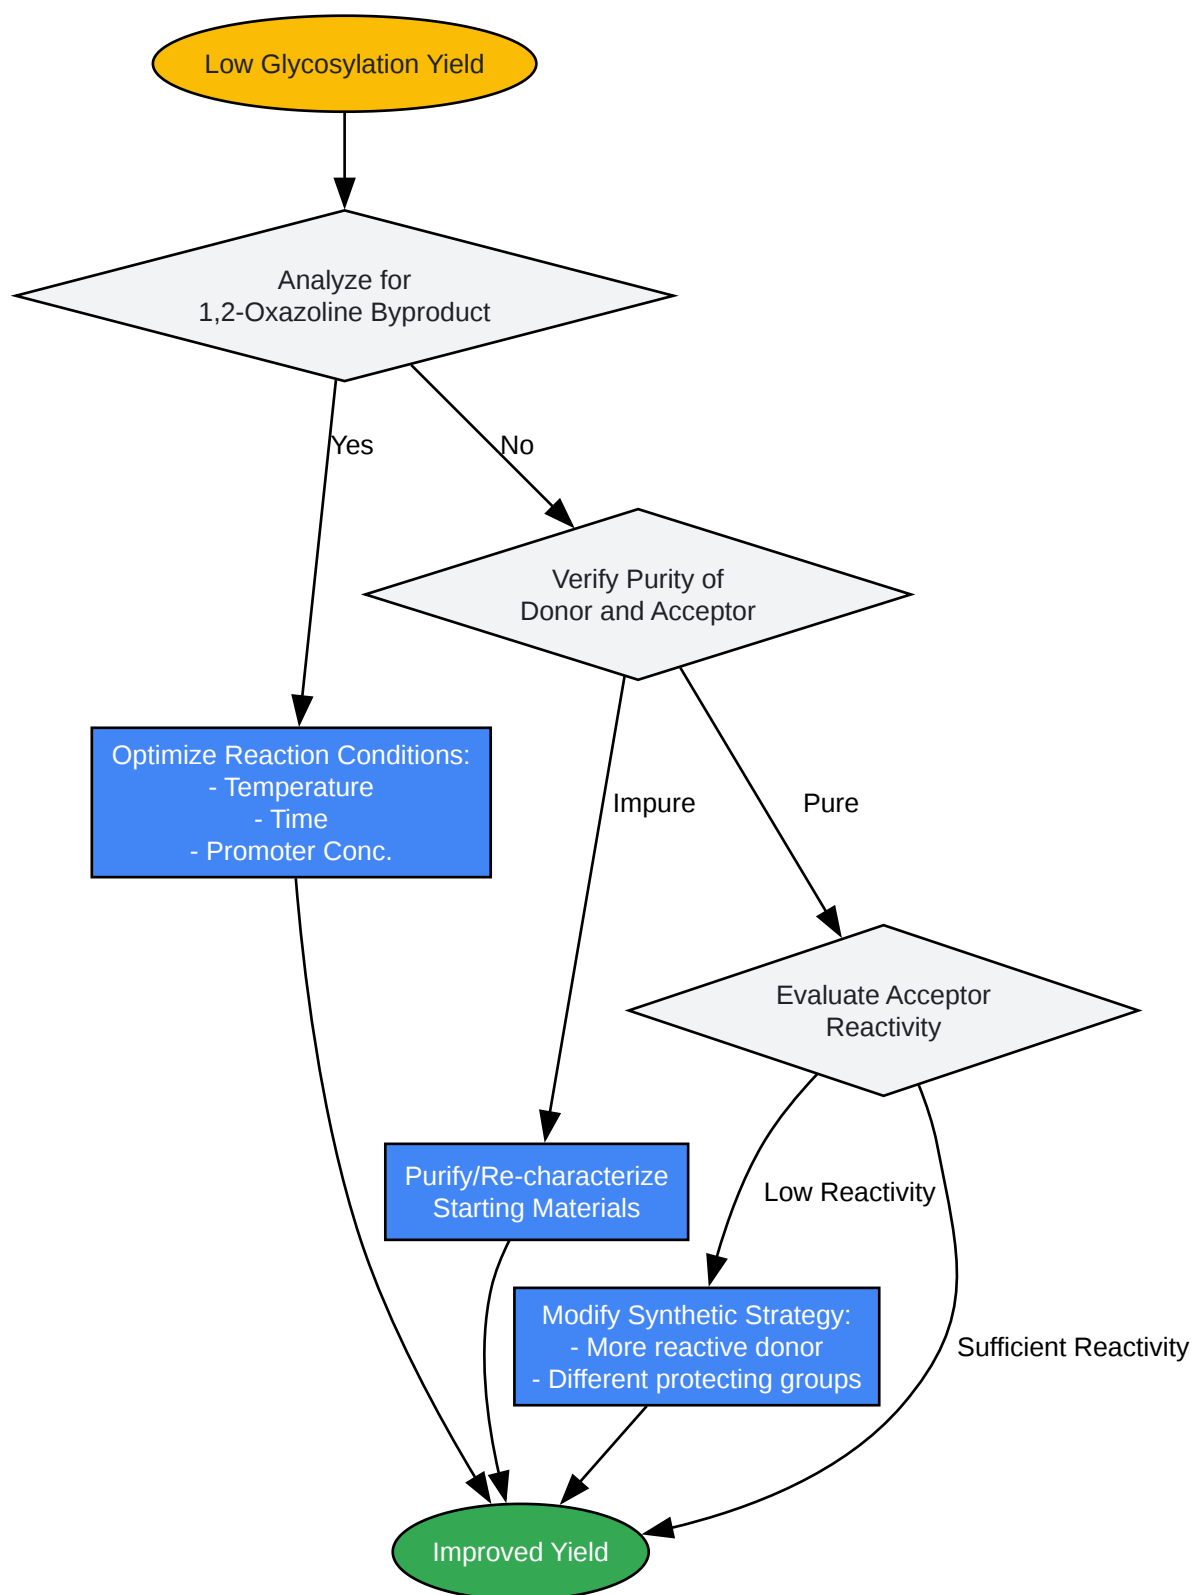 Low Glycosylation Yield
Analyze for
1,2-Oxazoline Byproduct
Yes
No
Verify Purity of
Donor and Acceptor
Optimize Reaction Conditions:
- Temperature
- Time
- Promoter Conc.
Impure
Pure
Evaluate Acceptor
Reactivity
Purify/Re-characterize
Starting Materials
Low Reactivity
Modify Synthetic Strategy:
- More reactive donor
- Different protecting groups
Sufficient Reactivity
Improved Yield